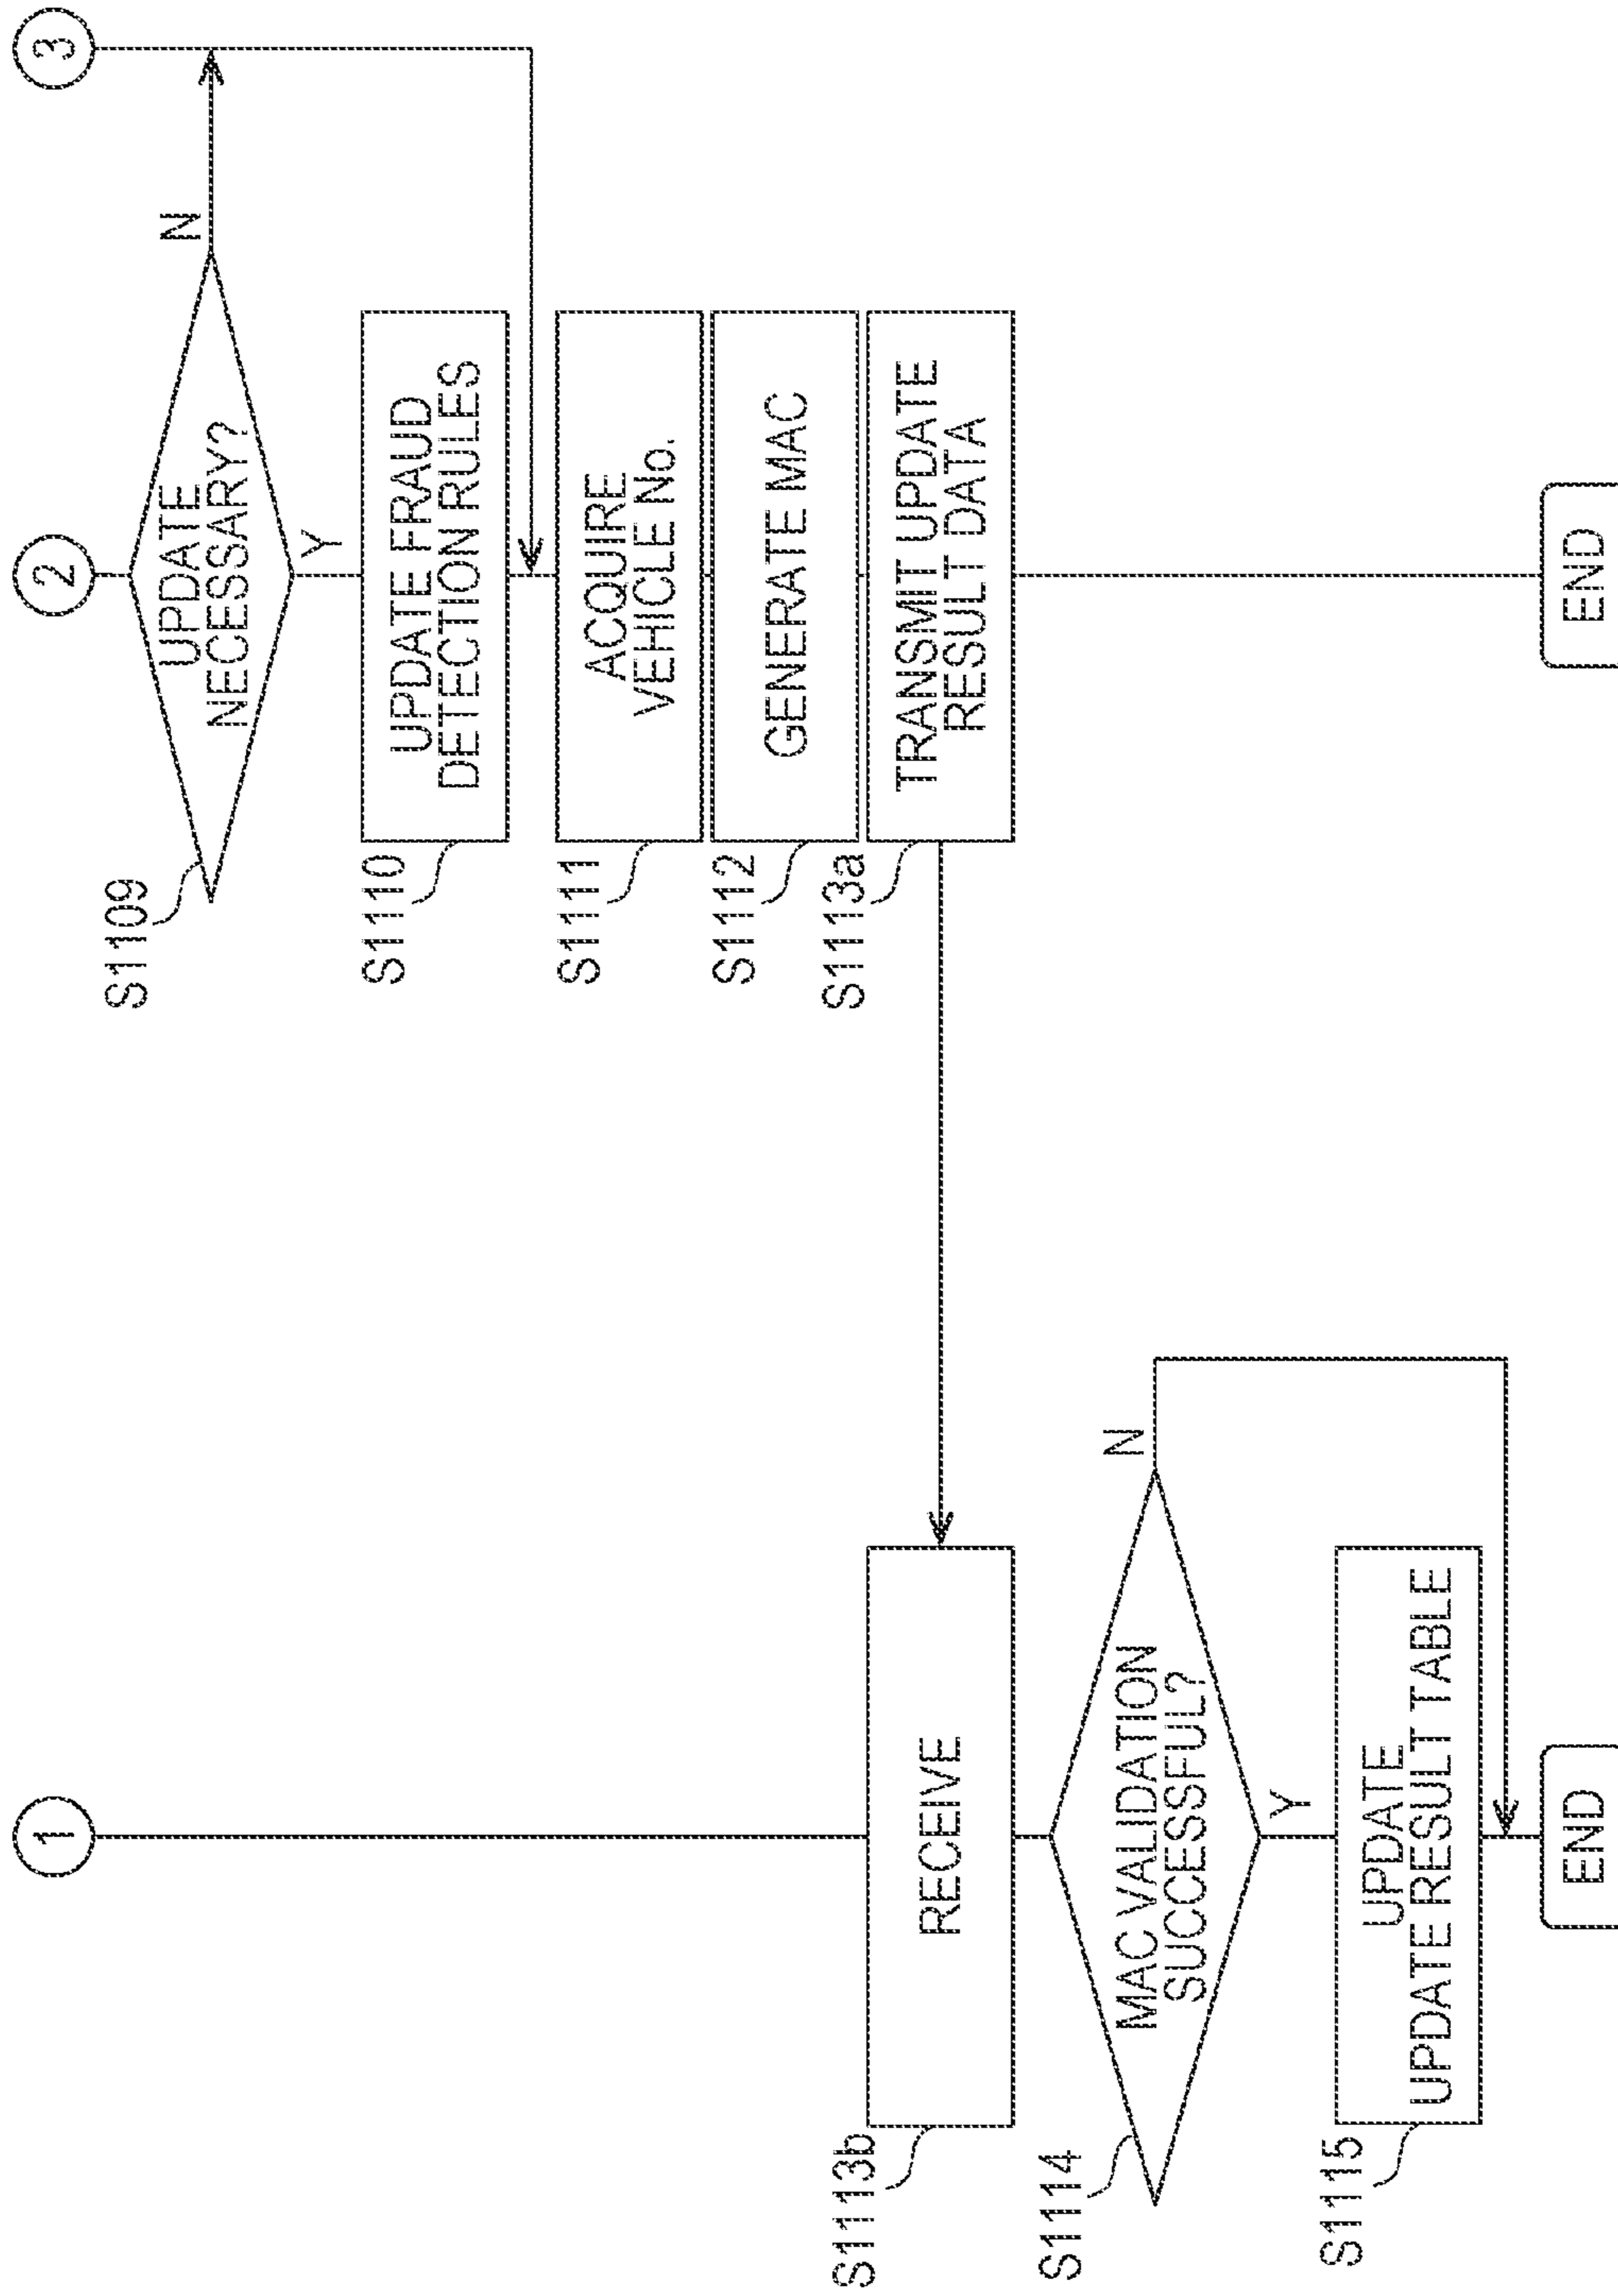 1
S1113b
RECEIVE
S1114
MAC VALIDATION
SUCCESSFUL?
N
Y
S1115
UPDATE
UPDATE RESULT TABLE
END
2
3
S1109
UPDATE
NECESSARY?
N
Y
S1110
UPDATE FRAUD
DETECTION RULES
S1111
ACQUIRE
VEHICLE No.
S1112
GENERATE MAC
S1113a
TRANSMIT UPDATE
RESULT DATA
END